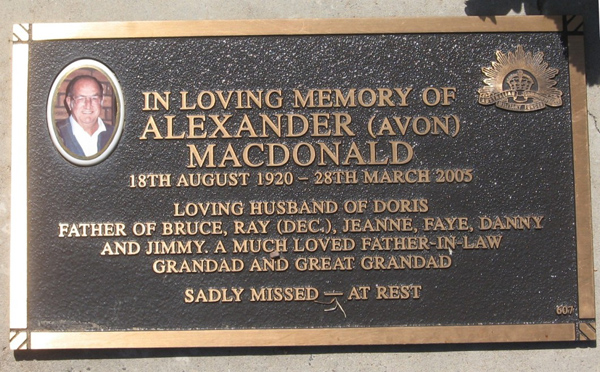 IN LOVING MEMORY OF
ALEXANDER (AVON)
MACDONALD
18TH AUGUST 1920 – 28TH MARCH 2005
LOVING HUSBAND OF DORIS
FATHER OF BRUCE, RAY (DEC.), JEANNE, FAYE, DANNY
AND JIMMY. A MUCH LOVED FATHER-IN-LAW
GRANDAD AND GREAT GRANDAD
SADLY MISSED — AT REST
607